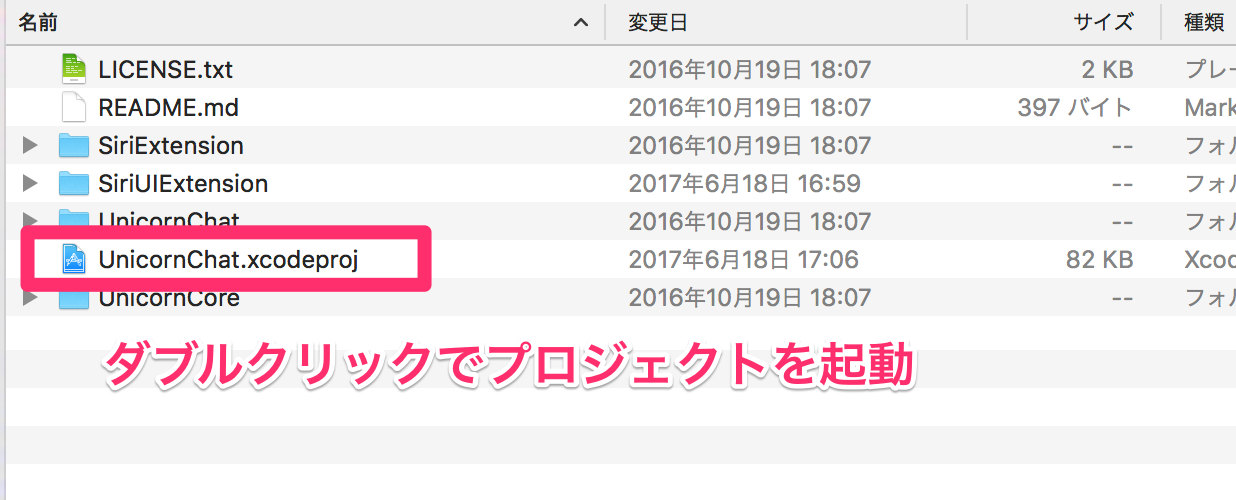 名前 変更日 サイズ 種類
LICENSE.txt 2016年10月19日 18:07 2 KB プレー
README.md 2016年10月19日 18:07 397 バイト Mark
SiriExtension 2016年10月19日 18:07 -- フォル
SiriUIExtension 2017年6月18日 16:59 -- フォル
UnicornChat 2016年10月19日 18:07 -- フォル
UnicornChat.xcodeproj 2017年6月18日 17:06 82 KB Xcod
UnicornCore 2016年10月19日 18:07 -- フォル
ダブルクリックでプロジェクトを起動